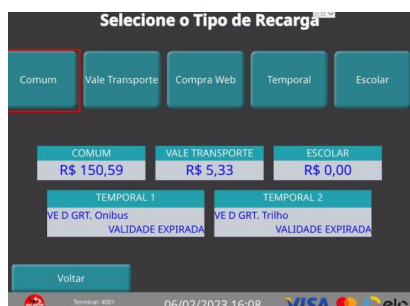 Selecione o Tipo de Recarga
Comum Vale Transporte Compra Web Temporal Escolar
COMUM VALE TRANSPORTE ESCOLAR
R$ 150,59 R$ 5,33 R$ 0,00
TEMPORAL 1 TEMPORAL 2
VE D GRT. Onibus VE D GRT. Trilho
VALIDADE EXPIRADA VALIDADE EXPIRADA
Voltar
Terminal: 4001 06/02/2023 16:08 VISA elo